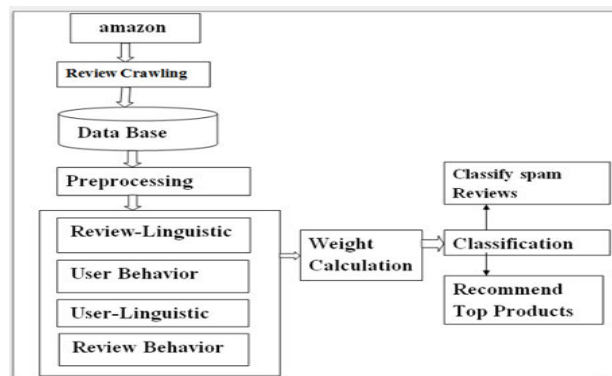 amazon
Review Crawling
Data Base
Preprocessing
Review-Linguistic
User Behavior
User-Linguistic
Review Behavior
Weight
Calculation
Classify spam
Reviews
Classification
Recommend
Top Products